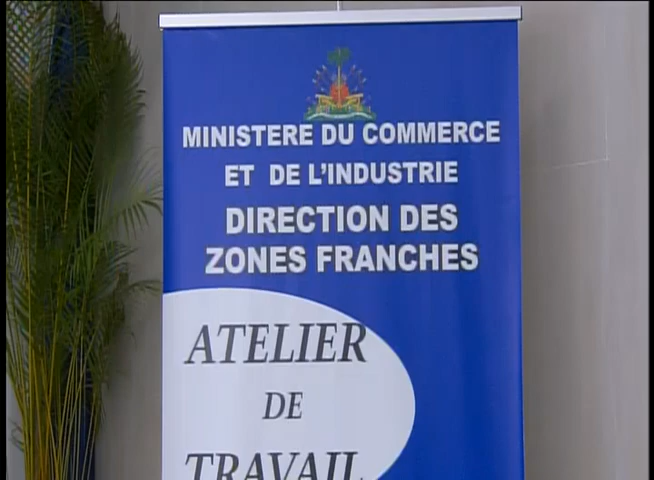 MINISTERE DU COMMERCE
ET DE L'INDUSTRIE
DIRECTION DES
ZONES FRANCHES
ATELIER
DE
TRAVAIL